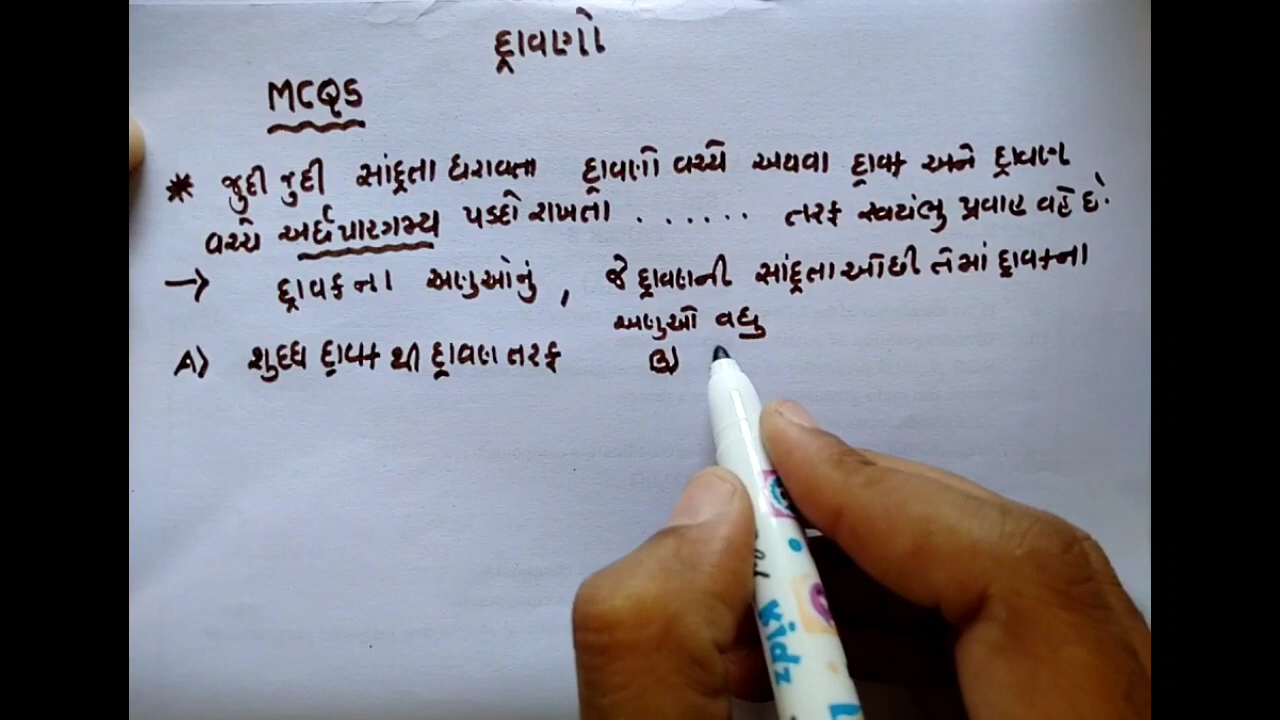 દ્રાવણો
MCQS
* જુદી જુદી સાંદ્રતા ધરાવતા દ્રાવણો વચ્ચે અથવા દ્રાવક અને દ્રાવણ
વચ્ચે અર્ધપારગમ્ય પડદો રાખતા . . . . . . તરફ સ્વયંભુ પ્રવાહ વહે છે.
→ દ્રાવકના અણુઓનું , જે દ્રાવણની સાંદ્રતા ઓછી તેમાં દ્રાવકના
અણુઓ વધુ
A) શુધ્ધ દ્રાવક થી દ્રાવણ તરફ B)
kidz